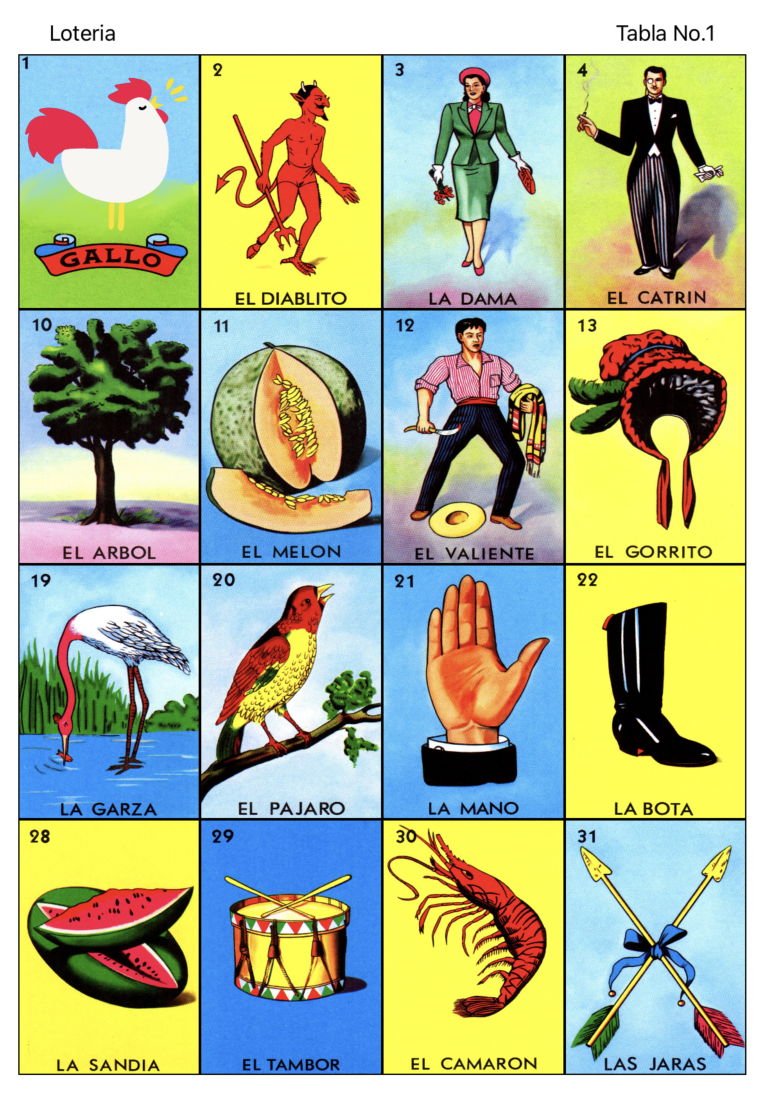 Loteria Tabla No.1
1 2 3 4
GALLO EL DIABLITO LA DAMA EL CATRIN
10 11 12 13
EL ARBOL EL MELON EL VALIENTE EL GORRITO
19 20 21 22
LA GARZA EL PAJARO LA MANO LA BOTA
28 29 30 31
LA SANDIA EL TAMBOR EL CAMARON LAS JARAS